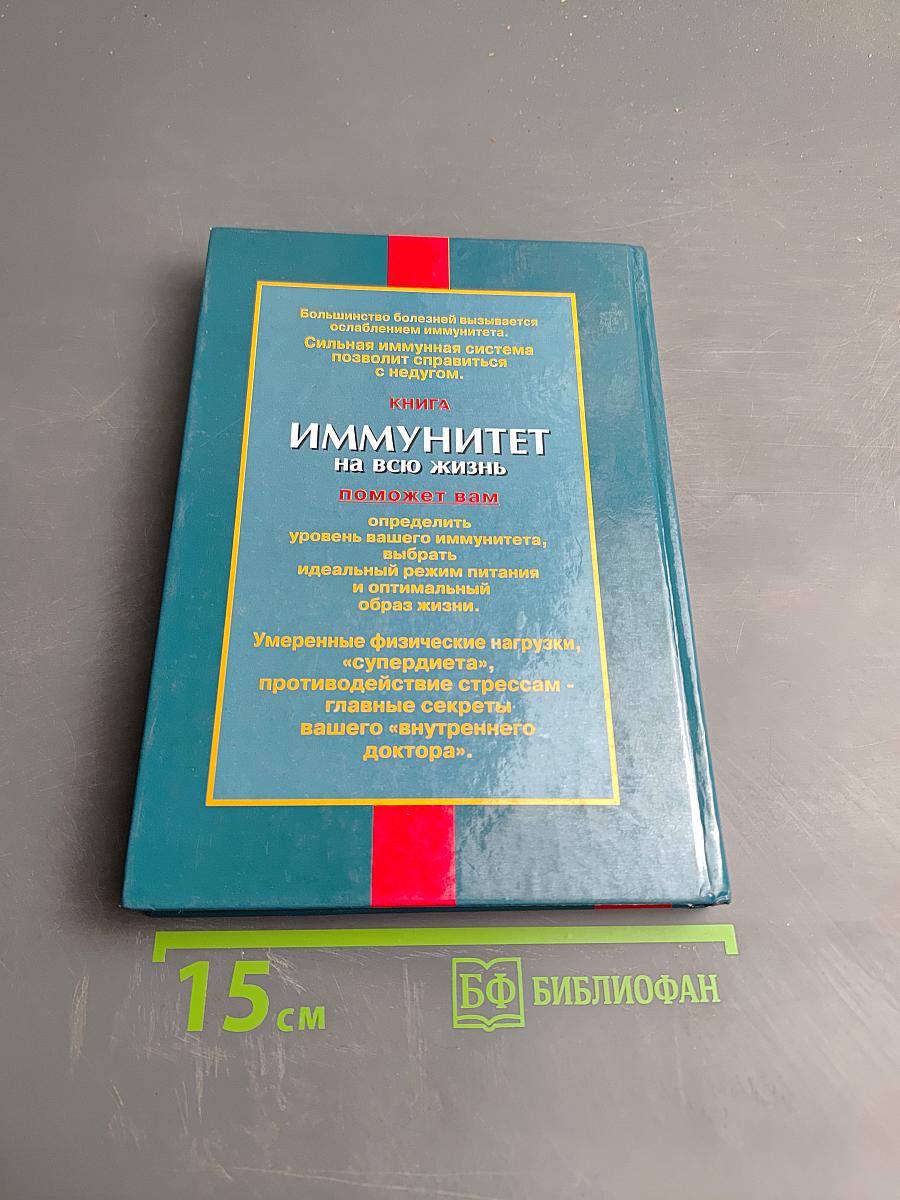 Большинство болезней вызывается
ослаблением иммунитета.
Сильная иммунная система
позволит справиться
с недугом.
КНИГА
ИММУНИТЕТ
на всю жизнь
поможет вам
определить
уровень вашего иммунитета,
выбрать
идеальный режим питания
и оптимальный
образ жизни.
Умеренные физические нагрузки,
«супердиета»,
противодействие стрессам -
главные секреты
вашего «внутреннего
доктора».
15 см
БФ БИБЛИОФАН